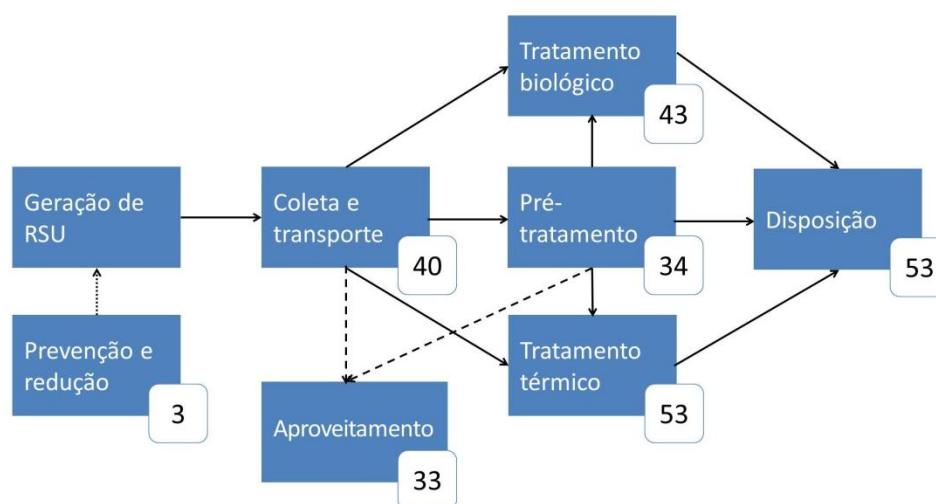 Tratamento
biológico
43
Geração de
RSU
Coleta e
transporte
40
Pré-
tratamento
34
Disposição
53
Prevenção e
redução
3
Tratamento
térmico
53
Aproveitamento
33